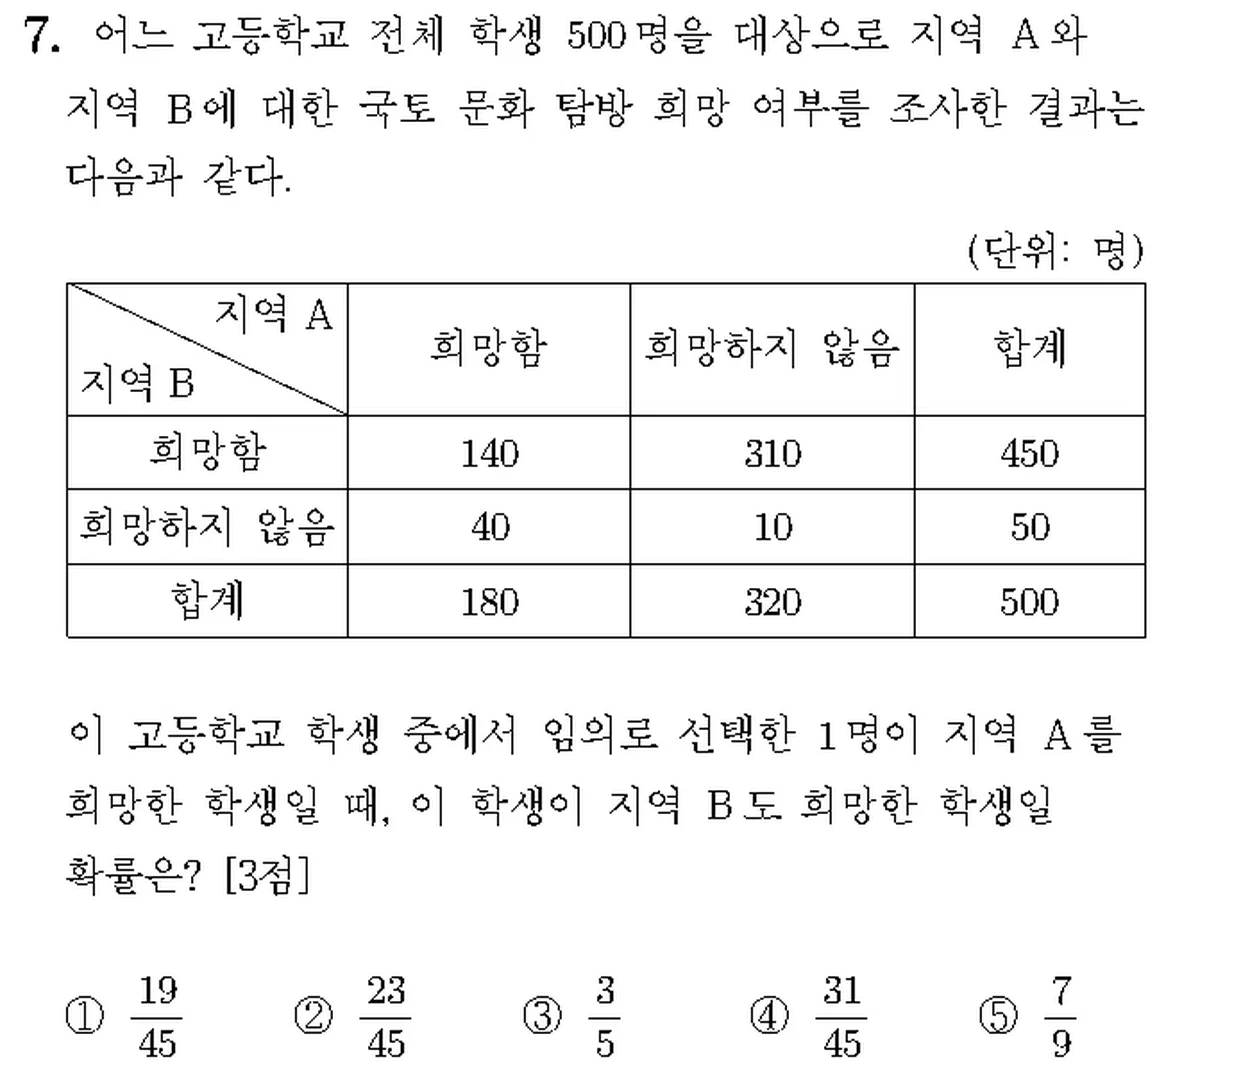 7. 어느 고등학교 전체 학생 500명을 대상으로 지역 A와
지역 B에 대한 국토 문화 탐방 희망 여부를 조사한 결과는
다음과 같다.
(단위: 명)
지역 A
지역 B
희망함 희망하지 않음 합계
희망함 140 310 450
희망하지 않음 40 10 50
합계 180 320 500
이 고등학교 학생 중에서 임의로 선택한 1명이 지역 A를
희망한 학생일 때, 이 학생이 지역 B도 희망한 학생일
확률은? [3점]
① 19/45 ② 23/45 ③ 3/5 ④ 31/45 ⑤ 7/9